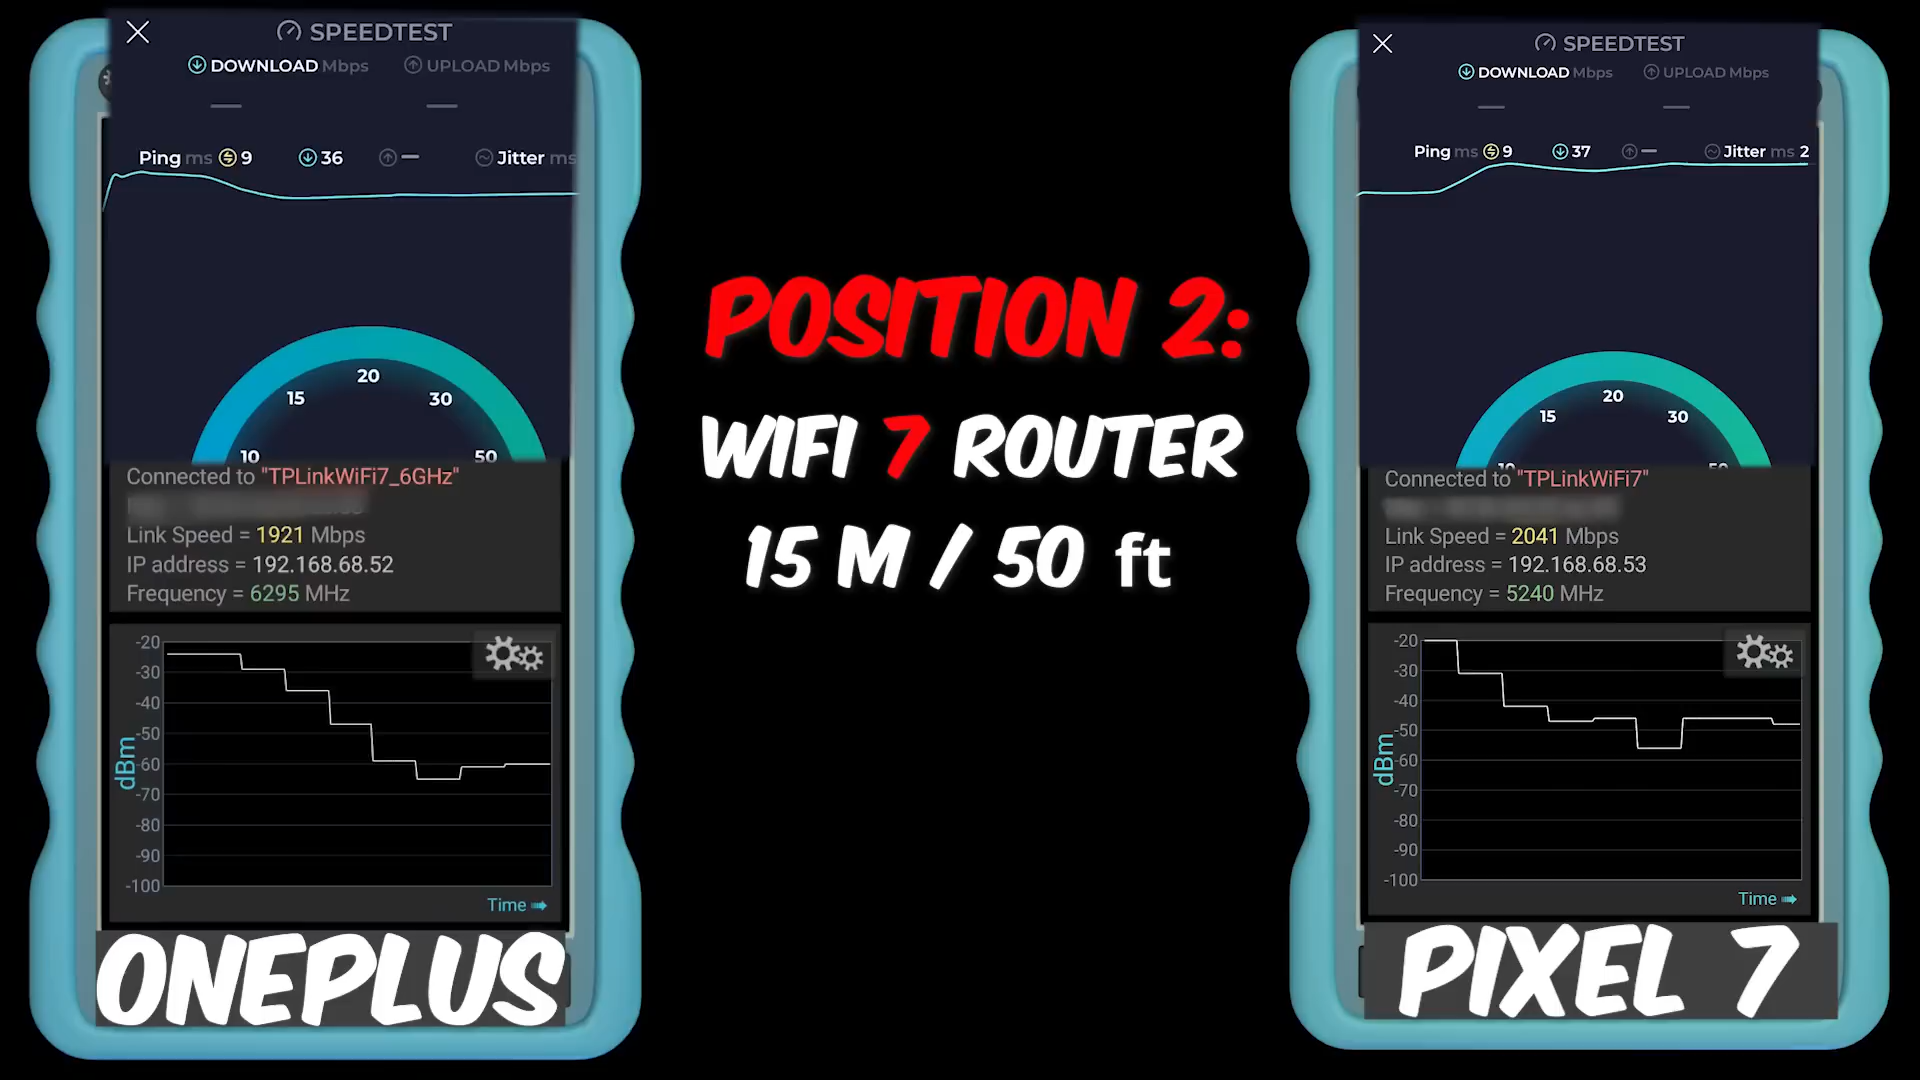 SPEEDTEST
DOWNLOAD Mbps UPLOAD Mbps
Ping ms 9 36 Jitter ms
20
15 30
10 50
Connected to "TPLinkWiFi7_6GHz"
Link Speed = 1921 Mbps
IP address = 192.168.68.52
Frequency = 6295 MHz
-20
-30
-40
-50
-60
-70
-80
-90
-100
dBm
Time
ONEPLUS
POSITION 2:
WIFI 7 ROUTER
15 M / 50 ft
SPEEDTEST
DOWNLOAD Mbps UPLOAD Mbps
Ping ms 9 37 Jitter ms 2
20
15 30
10 50
Connected to "TPLinkWiFi7"
Link Speed = 2041 Mbps
IP address = 192.168.68.53
Frequency = 5240 MHz
-20
-30
-40
-50
-60
-70
-80
-90
-100
dBm
Time
PIXEL 7